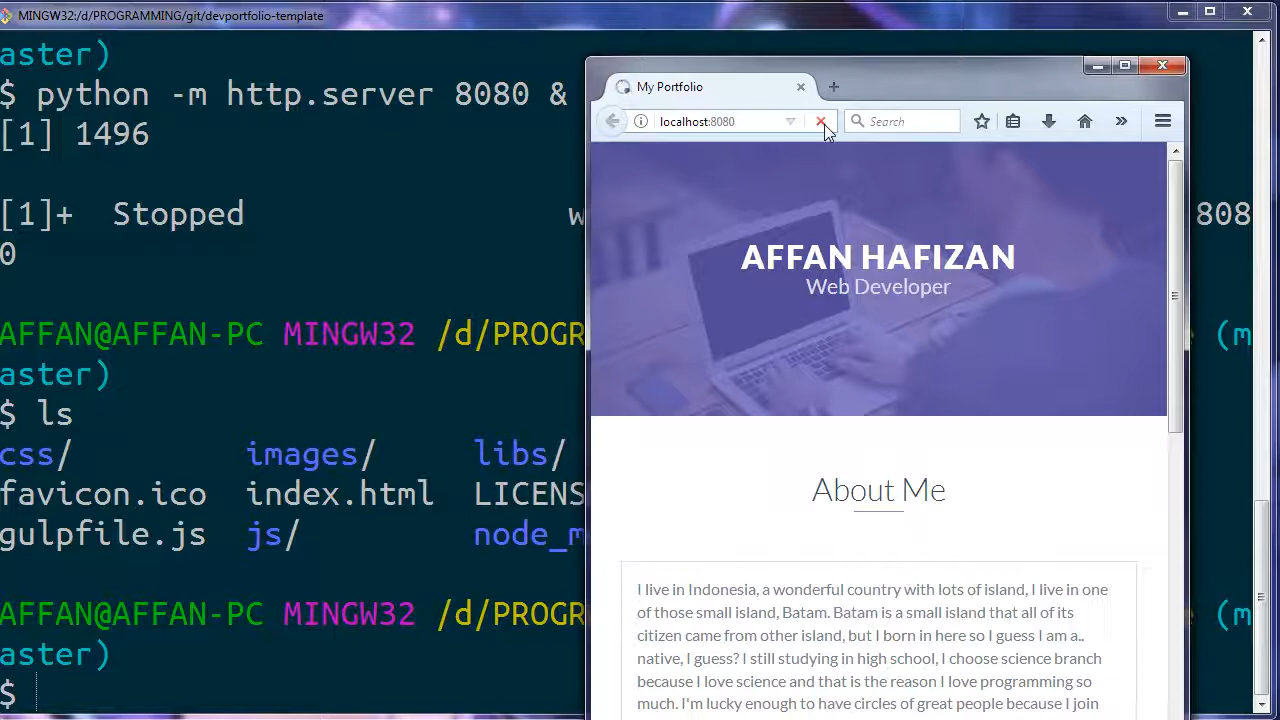 MINGW32:/d/PROGRAMMING/git/devportfolio-template
aster)
$ python -m http.server 8080 &
[1] 1496
[1]+  Stopped w 808
0
AFFAN@AFFAN-PC MINGW32 /d/PROGR (m
aster)
$ ls
css/ images/ libs/
favicon.ico index.html LICENS
gulpfile.js js/ node_m
AFFAN@AFFAN-PC MINGW32 /d/PROGR (m
aster)
$
My Portfolio
localhost:8080
Search
AFFAN HAFIZAN
Web Developer
About Me
I live in Indonesia, a wonderful country with lots of island, I live in one
of those small island, Batam. Batam is a small island that all of its
citizen came from other island, but I born in here so I guess I am a..
native, I guess? I still studying in high school, I choose science branch
because I love science and that is the reason I love programming so
much. I'm lucky enough to have circles of great people because I join